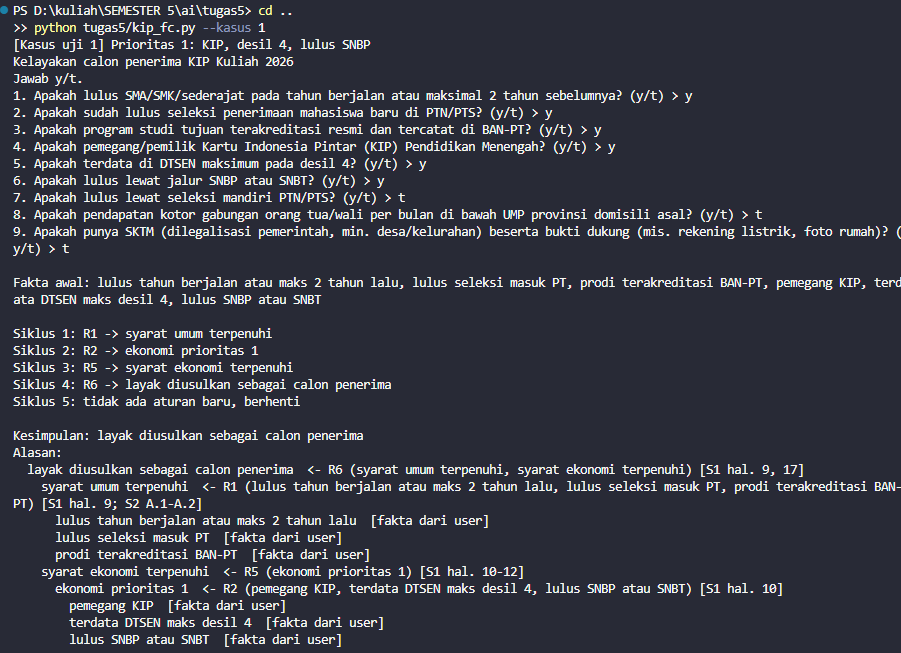 PS D:\kuliah\SEMESTER 5\ai\tugas5> cd ..
>> python tugas5/kip_fc.py --kasus 1
[Kasus uji 1] Prioritas 1: KIP, desil 4, lulus SNBP
Kelayakan calon penerima KIP Kuliah 2026
Jawab y/t.
1. Apakah lulus SMA/SMK/sederajat pada tahun berjalan atau maksimal 2 tahun sebelumnya? (y/t) > y
2. Apakah sudah lulus seleksi penerimaan mahasiswa baru di PTN/PTS? (y/t) > y
3. Apakah program studi tujuan terakreditasi resmi dan tercatat di BAN-PT? (y/t) > y
4. Apakah pemegang/pemilik Kartu Indonesia Pintar (KIP) Pendidikan Menengah? (y/t) > y
5. Apakah terdata di DTSEN maksimum pada desil 4? (y/t) > y
6. Apakah lulus lewat jalur SNBP atau SNBT? (y/t) > y
7. Apakah lulus lewat seleksi mandiri PTN/PTS? (y/t) > t
8. Apakah pendapatan kotor gabungan orang tua/wali per bulan di bawah UMP provinsi domisili asal? (y/t) > t
9. Apakah punya SKTM (dilegalisasi pemerintah, min. desa/kelurahan) beserta bukti dukung (mis. rekening listrik, foto rumah)? (
y/t) > t
Fakta awal: lulus tahun berjalan atau maks 2 tahun lalu, lulus seleksi masuk PT, prodi terakreditasi BAN-PT, pemegang KIP, terd
ata DTSEN maks desil 4, lulus SNBP atau SNBT
Siklus 1: R1 -> syarat umum terpenuhi
Siklus 2: R2 -> ekonomi prioritas 1
Siklus 3: R5 -> syarat ekonomi terpenuhi
Siklus 4: R6 -> layak diusulkan sebagai calon penerima
Siklus 5: tidak ada aturan baru, berhenti
Kesimpulan: layak diusulkan sebagai calon penerima
Alasan:
layak diusulkan sebagai calon penerima <- R6 (syarat umum terpenuhi, syarat ekonomi terpenuhi) [S1 hal. 9, 17]
syarat umum terpenuhi <- R1 (lulus tahun berjalan atau maks 2 tahun lalu, lulus seleksi masuk PT, prodi terakreditasi BAN-
PT) [S1 hal. 9; S2 A.1-A.2]
lulus tahun berjalan atau maks 2 tahun lalu [fakta dari user]
lulus seleksi masuk PT [fakta dari user]
prodi terakreditasi BAN-PT [fakta dari user]
syarat ekonomi terpenuhi <- R5 (ekonomi prioritas 1) [S1 hal. 10-12]
ekonomi prioritas 1 <- R2 (pemegang KIP, terdata DTSEN maks desil 4, lulus SNBP atau SNBT) [S1 hal. 10]
pemegang KIP [fakta dari user]
terdata DTSEN maks desil 4 [fakta dari user]
lulus SNBP atau SNBT [fakta dari user]